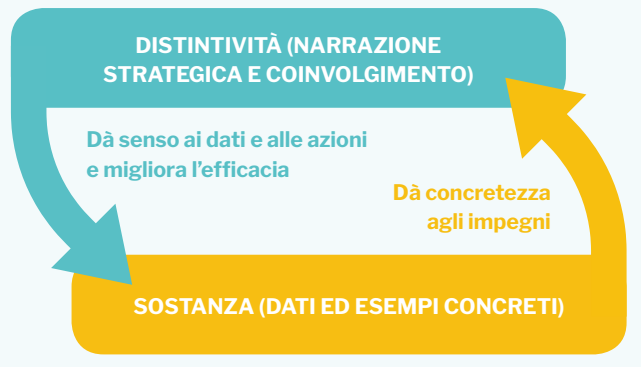 DISTINTIVITÀ (NARRAZIONE
STRATEGICA E COINVOLGIMENTO)
Dà senso ai dati e alle azioni
e migliora l’efficacia
Dà concretezza
agli impegni
SOSTANZA (DATI ED ESEMPI CONCRETI)